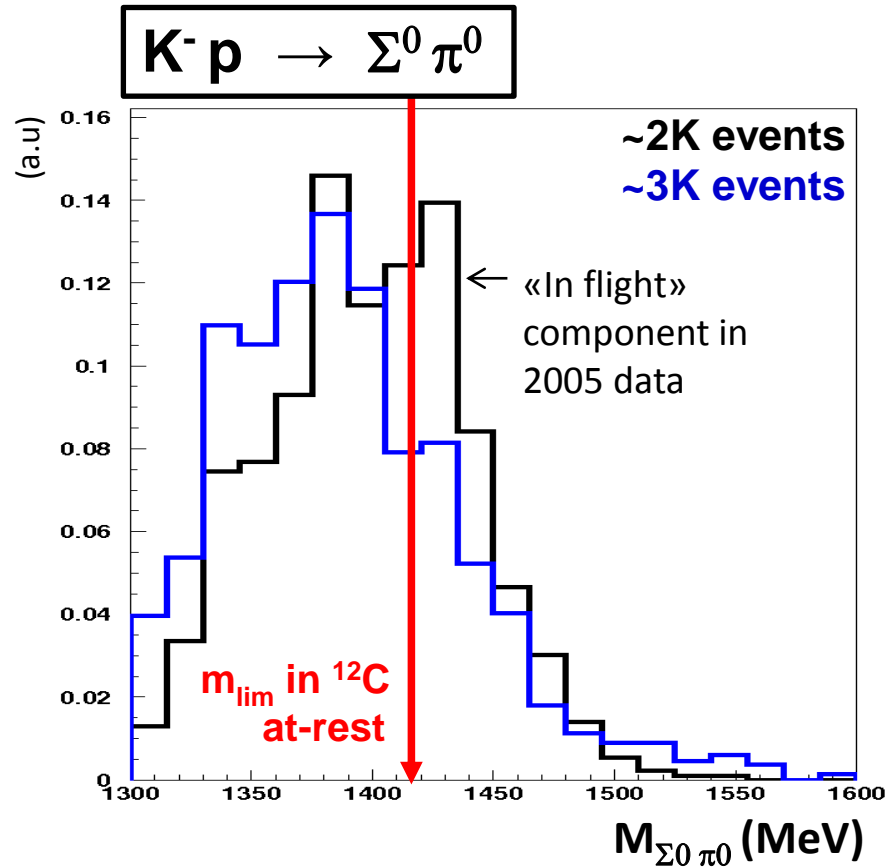 K⁻ p → Σ⁰ π⁰
(a.u)
0.16
0.14
0.12
0.1
0.08
0.06
0.04
0.02
0
~2K events
~3K events
«In flight»
component in
2005 data
m_lim in ¹²C
at-rest
1300 1350 1400 1450 1500 1550 1600
M_Σ0 π0 (MeV)